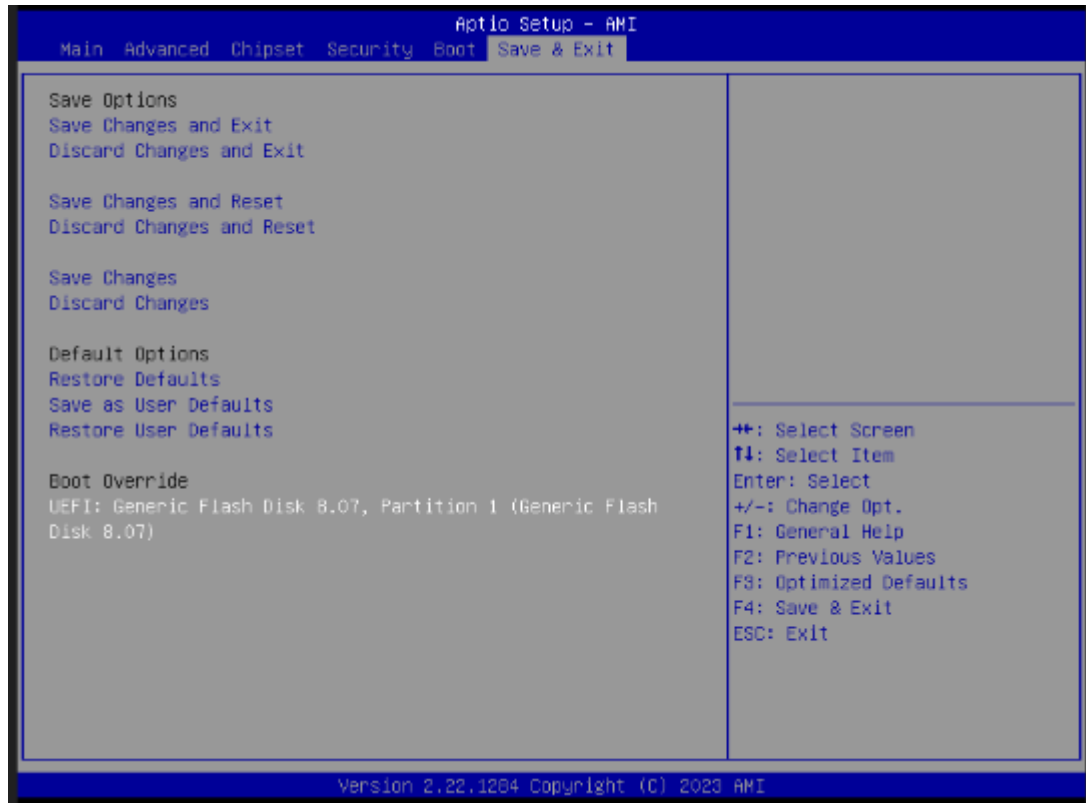 Aptio Setup - AMI
Main Advanced Chipset Security Boot Save & Exit
Save Options
Save Changes and Exit
Discard Changes and Exit
Save Changes and Reset
Discard Changes and Reset
Save Changes
Discard Changes
Default Options
Restore Defaults
Save as User Defaults
Restore User Defaults
Boot Override
UEFI: Generic Flash Disk 8.07, Partition 1 (Generic Flash
Disk 8.07)
→←: Select Screen
↑↓: Select Item
Enter: Select
+/-: Change Opt.
F1: General Help
F2: Previous Values
F3: Optimized Defaults
F4: Save & Exit
ESC: Exit
Version 2.22.1284 Copyright (C) 2023 AMI